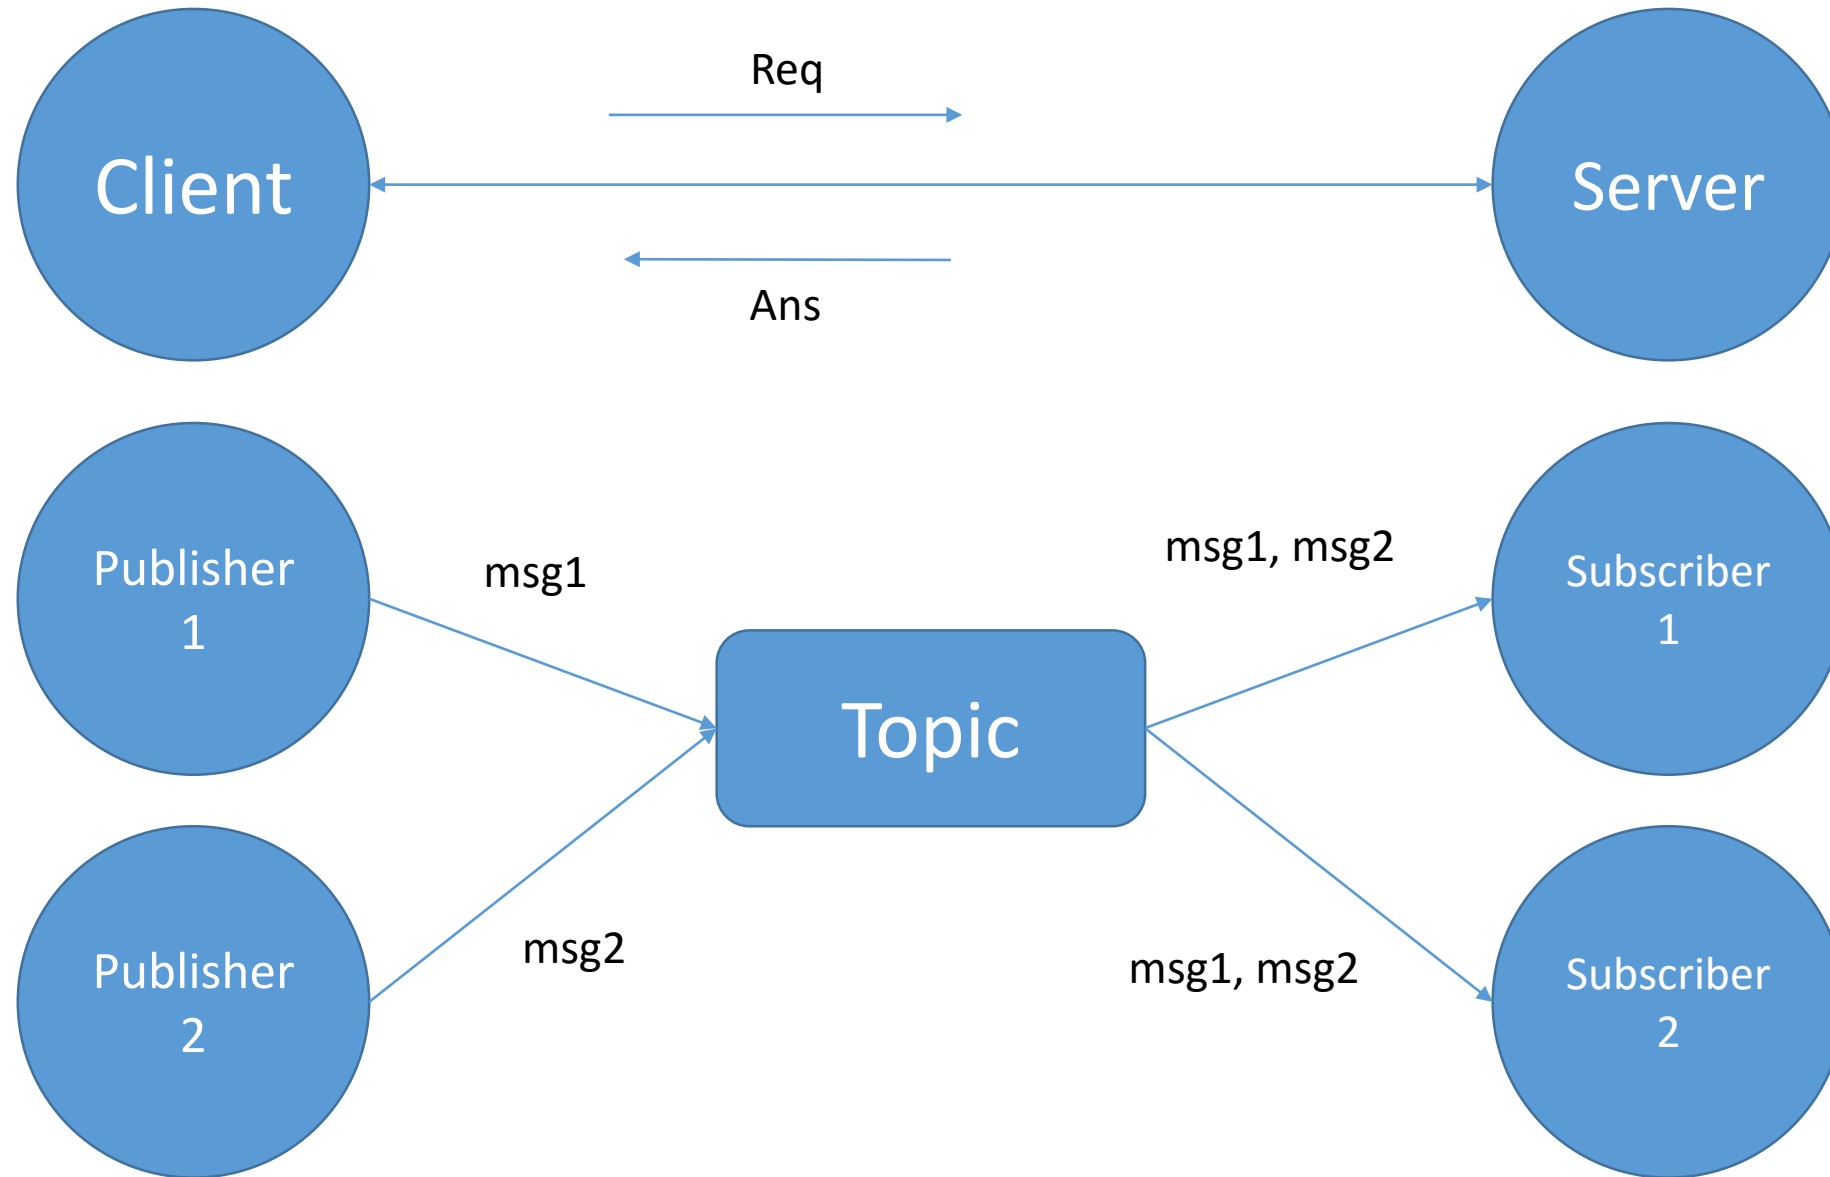 Req
Client
Server
Ans
Publisher
1
msg1
msg1, msg2
Subscriber
1
Topic
Publisher
2
msg2
msg1, msg2
Subscriber
2